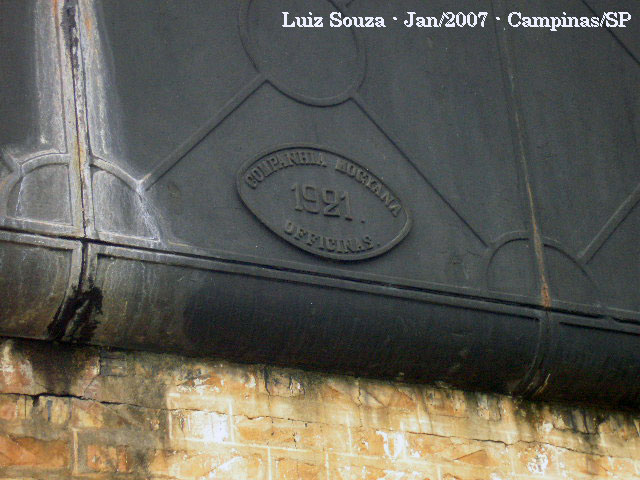 Luiz Souza · Jan/2007 · Campinas/SP
COMPANHIA MOGYANA
1921.
OFFICINAS.